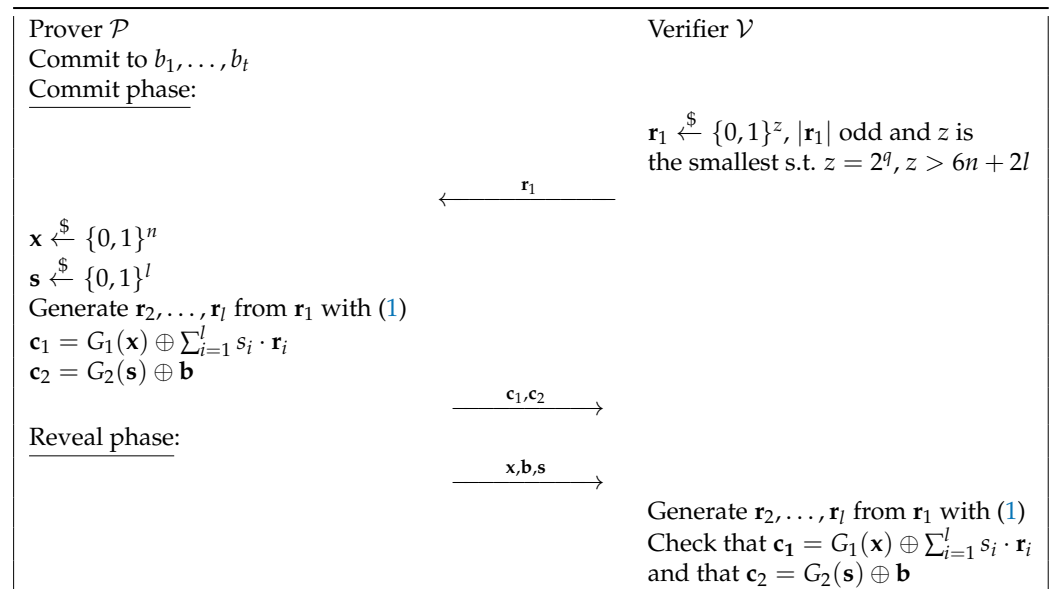 Prover 𝒫 Verifier 𝒱
Commit to b₁, . . . , bₜ
Commit phase:
r₁ ←$ {0, 1}ᶻ, |r₁| odd and z is
the smallest s.t. z = 2^q, z > 6n + 2l
r₁
x ←$ {0, 1}ⁿ
s ←$ {0, 1}ˡ
Generate r₂, . . . , rₗ from r₁ with (1)
c₁ = G₁(x) ⊕ ∑ˡᵢ₌₁ sᵢ · rᵢ
c₂ = G₂(s) ⊕ b
c₁,c₂
Reveal phase:
x,b,s
Generate r₂, . . . , rₗ from r₁ with (1)
Check that c₁ = G₁(x) ⊕ ∑ˡᵢ₌₁ sᵢ · rᵢ
and that c₂ = G₂(s) ⊕ b